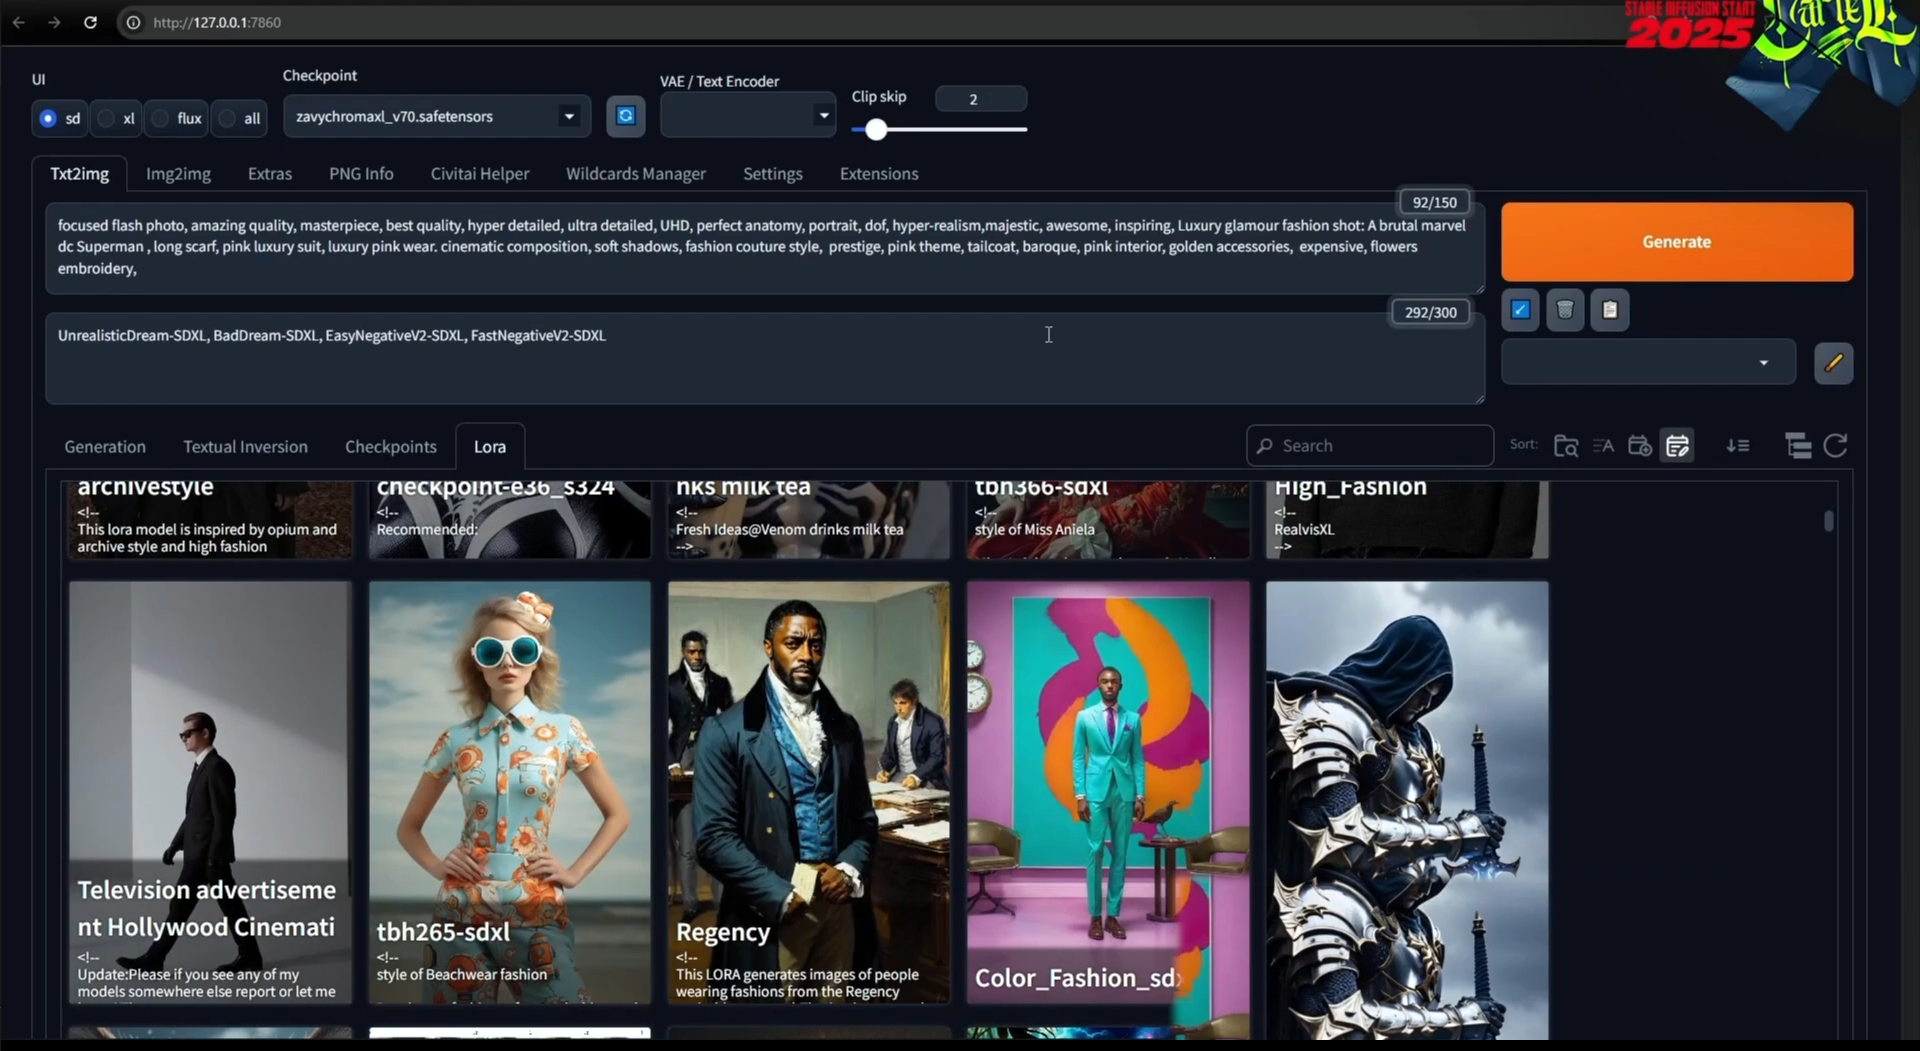 http://127.0.0.1:7860
STABLE DIFFUSION START
2025
UI
Checkpoint
VAE / Text Encoder
Clip skip
2
sd
xl
flux
all
zavychromaxl_v70.safetensors
Txt2img
Img2img
Extras
PNG Info
Civitai Helper
Wildcards Manager
Settings
Extensions
92/150
focused flash photo, amazing quality, masterpiece, best quality, hyper detailed, ultra detailed, UHD, perfect anatomy, portrait, dof, hyper-realism,majestic, awesome, inspiring, Luxury glamour fashion shot: A brutal marvel
dc Superman , long scarf, pink luxury suit, luxury pink wear. cinematic composition, soft shadows, fashion couture style,  prestige, pink theme, tailcoat, baroque, pink interior, golden accessories,  expensive, flowers
embroidery,
Generate
292/300
UnrealisticDream-SDXL, BadDream-SDXL, EasyNegativeV2-SDXL, FastNegativeV2-SDXL
Generation
Textual Inversion
Checkpoints
Lora
Search
Sort:
archivestyle
<!--
This lora model is inspired by opium and
archive style and high fashion
checkpoint-e36_s324
<!--
Recommended:
nks milk tea
<!--
Fresh Ideas@Venom drinks milk tea
-->
tbh366-sdxl
<!--
style of Miss Aniela
High_Fashion
<!--
RealvisXL
-->
Television advertiseme
nt Hollywood Cinemati
<!--
Update:Please if you see any of my
models somewhere else report or let me
tbh265-sdxl
<!--
style of Beachwear fashion
Regency
<!--
This LORA generates images of people
wearing fashions from the Regency
Color_Fashion_sd